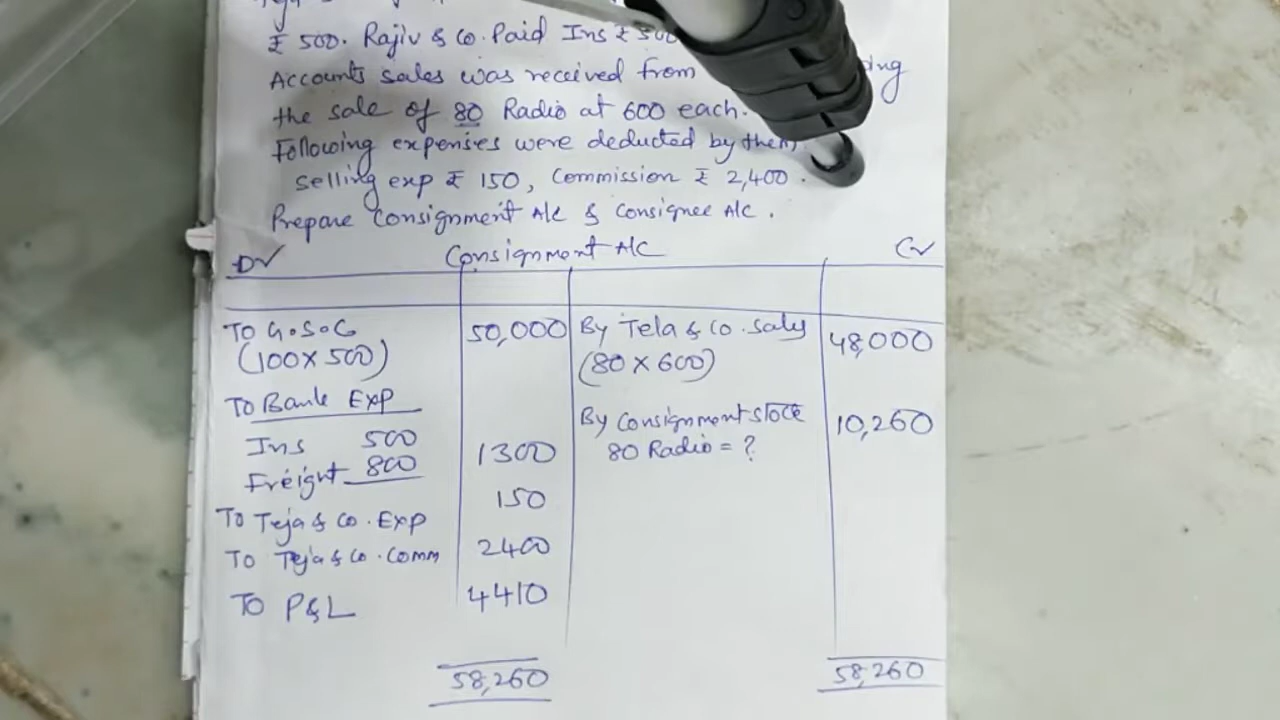 ₹ 500. Rajiv & Co. Paid Ins ₹ 500
Accounts sales was received from
the sale of 80 Radio at 600 each.
Following expenses were deducted by them
selling exp ₹ 150, Commission ₹ 2,400.
Prepare Consignment A/c & Consignee A/c.
Dr Consignment A/C Cr
To G.S.O.C 50,000 By Tela & Co. Sales 48,000
(100 X 500) (80 X 600)
To Bank Exp
By Consignment stock 10,260
Ins 500
80 Radio = ?
Freight 800 1300
To Teja & Co. Exp 150
To Teja & Co. Comm 2400
To P&L 4410
58,260 58,260